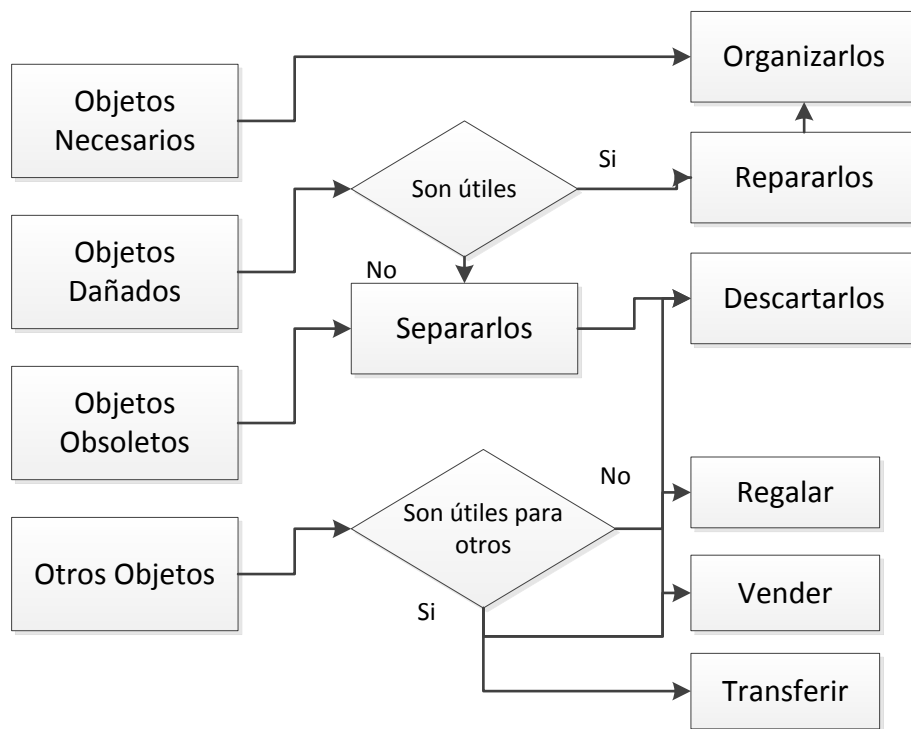 Organizarlos
Objetos
Necesarios
Si
Son útiles
Repararlos
Objetos
Dañados
No
Separarlos
Descartarlos
Objetos
Obsoletos
No
Regalar
Son útiles para
otros
Otros Objetos
Si
Vender
Transferir